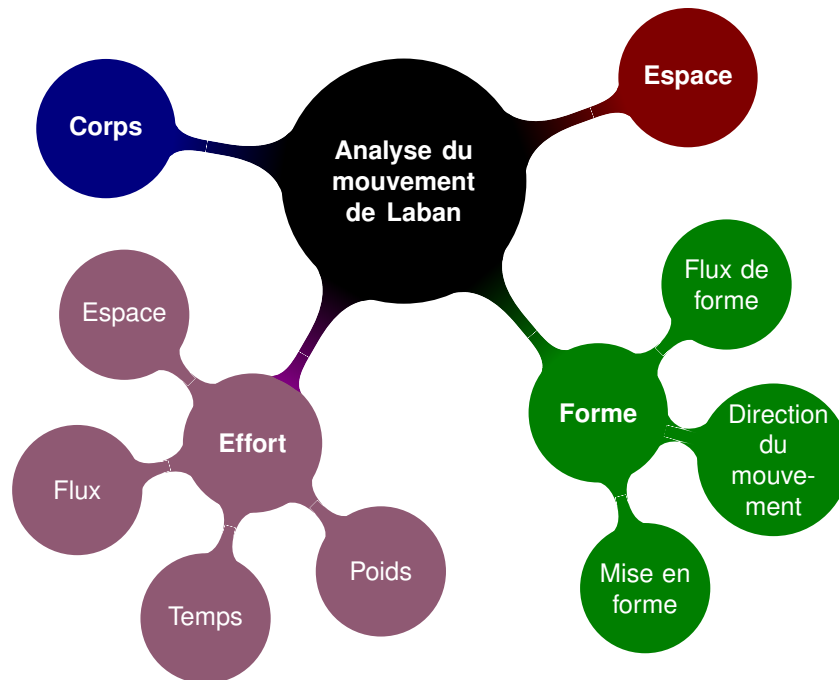 Analyse du
mouvement
de Laban
Corps
Espace
Effort
Espace
Flux
Temps
Poids
Forme
Flux de
forme
Direction
du
mouve-
ment
Mise en
forme